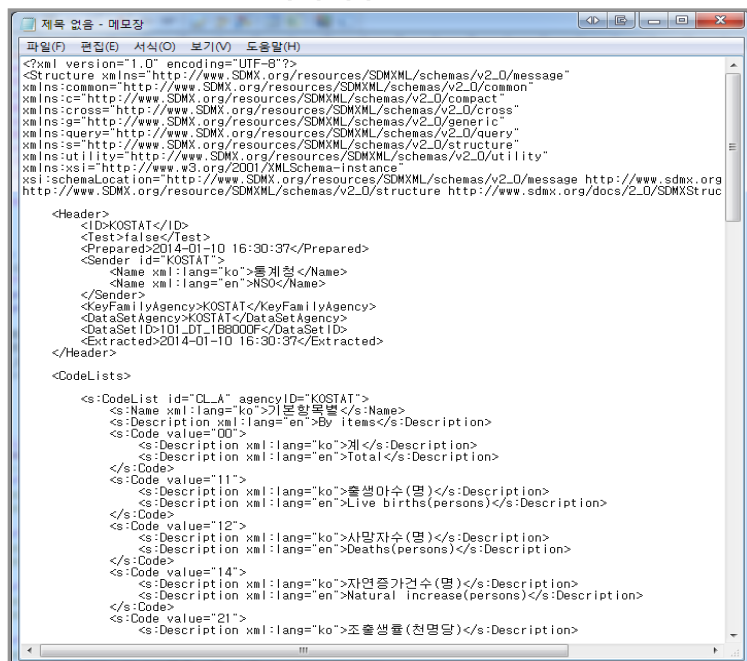 제목 없음 - 메모장
파일(F) 편집(E) 서식(O) 보기(V) 도움말(H)
<?xml version="1.0" encoding="UTF-8"?>
<Structure xmlns="http://www.SDMX.org/resources/SDMXML/schemas/v2_0/message"
xmlns:common="http://www.SDMX.org/resources/SDMXML/schemas/v2_0/common"
xmlns:c="http://www.SDMX.org/resources/SDMXML/schemas/v2_0/compact"
xmlns:cross="http://www.SDMX.org/resources/SDMXML/schemas/v2_0/cross"
xmlns:g="http://www.SDMX.org/resources/SDMXML/schemas/v2_0/generic"
xmlns:query="http://www.SDMX.org/resources/SDMXML/schemas/v2_0/query"
xmlns:s="http://www.SDMX.org/resources/SDMXML/schemas/v2_0/structure"
xmlns:utility="http://www.SDMX.org/resources/SDMXML/schemas/v2_0/utility"
xmlns:xsi="http://www.w3.org/2001/XMLSchema-instance"
xsi:schemaLocation="http://www.SDMX.org/resources/SDMXML/schemas/v2_0/message http://www.sdmx.org
http://www.SDMX.org/resource/SDMXML/schemas/v2_0/structure http://www.sdmx.org/docs/2_0/SDMXStruc
<Header>
<ID>KOSTAT</ID>
<Test>false</Test>
<Prepared>2014-01-10 16:30:37</Prepared>
<Sender id="KOSTAT">
<Name xml:lang="ko">통계청</Name>
<Name xml:lang="en">NSO</Name>
</Sender>
<KeyFamilyAgency>KOSTAT</KeyFamilyAgency>
<DataSetAgency>KOSTAT</DataSetAgency>
<DataSetID>101_DT_1B8000F</DataSetID>
<Extracted>2014-01-10 16:30:37</Extracted>
</Header>
<CodeLists>
<s:CodeList id="CL_A" agencyID="KOSTAT">
<s:Name xml:lang="ko">기본항목별</s:Name>
<s:Description xml:lang="en">By items</s:Description>
<s:Code value="00">
<s:Description xml:lang="ko">계</s:Description>
<s:Description xml:lang="en">Total</s:Description>
</s:Code>
<s:Code value="11">
<s:Description xml:lang="ko">출생아수(명)</s:Description>
<s:Description xml:lang="en">Live births(persons)</s:Description>
</s:Code>
<s:Code value="12">
<s:Description xml:lang="ko">사망자수(명)</s:Description>
<s:Description xml:lang="en">Deaths(persons)</s:Description>
</s:Code>
<s:Code value="14">
<s:Description xml:lang="ko">자연증가건수(명)</s:Description>
<s:Description xml:lang="en">Natural increase(persons)</s:Description>
</s:Code>
<s:Code value="21">
<s:Description xml:lang="ko">조출생률(천명당)</s:Description>